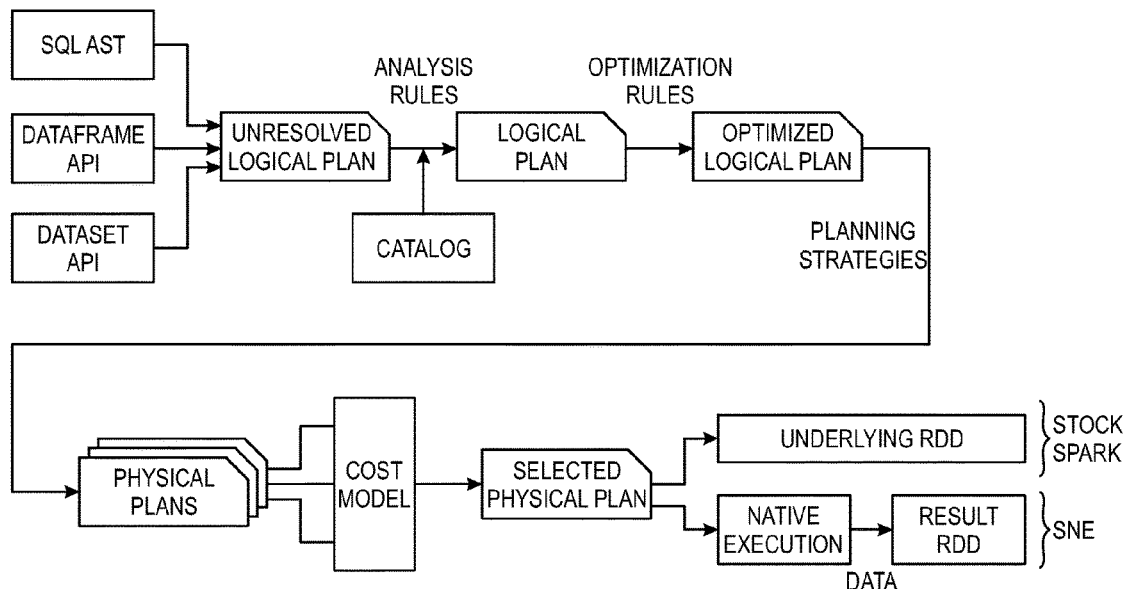 SQL AST
ANALYSIS
RULES
OPTIMIZATION
RULES
DATAFRAME
API
UNRESOLVED
LOGICAL PLAN
LOGICAL
PLAN
OPTIMIZED
LOGICAL PLAN
DATASET
API
CATALOG
PLANNING
STRATEGIES
PHYSICAL
PLANS
COST
MODEL
SELECTED
PHYSICAL PLAN
UNDERLYING RDD
STOCK
SPARK
NATIVE
EXECUTION
RESULT
RDD
SNE
DATA